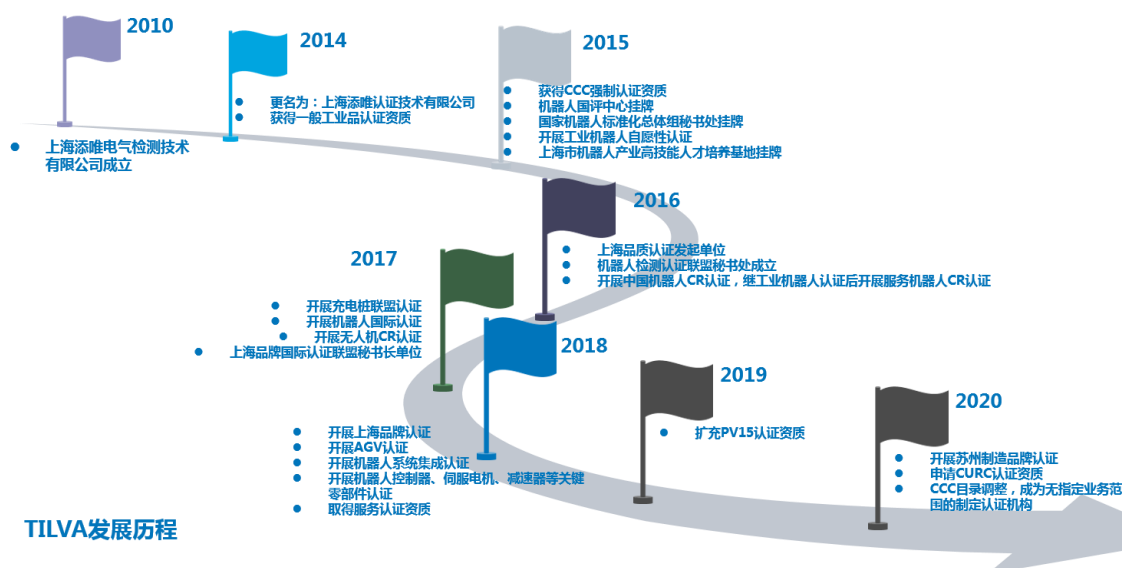 2010
上海添唯电气检测技术
有限公司成立
2014
更名为：上海添唯认证技术有限公司
获得一般工业品认证资质
2015
获得CCC强制认证资质
机器人国评中心挂牌
国家机器人标准化总体组秘书处挂牌
开展工业机器人自愿性认证
上海市机器人产业高技能人才培养基地挂牌
2016
上海品质认证发起单位
机器人检测认证联盟秘书处成立
开展中国机器人CR认证，继工业机器人认证后开展服务机器人CR认证
2017
开展充电桩联盟认证
开展机器人国际认证
开展无人机CR认证
上海品牌国际认证联盟秘书长单位
2018
开展上海品牌认证
开展AGV认证
开展机器人系统集成认证
开展机器人控制器、伺服电机、减速器等关键
零部件认证
取得服务认证资质
2019
扩充PV15认证资质
2020
开展苏州制造品牌认证
申请CURC认证资质
CCC目录调整，成为无指定业务范
围的制定认证机构
TILVA发展历程